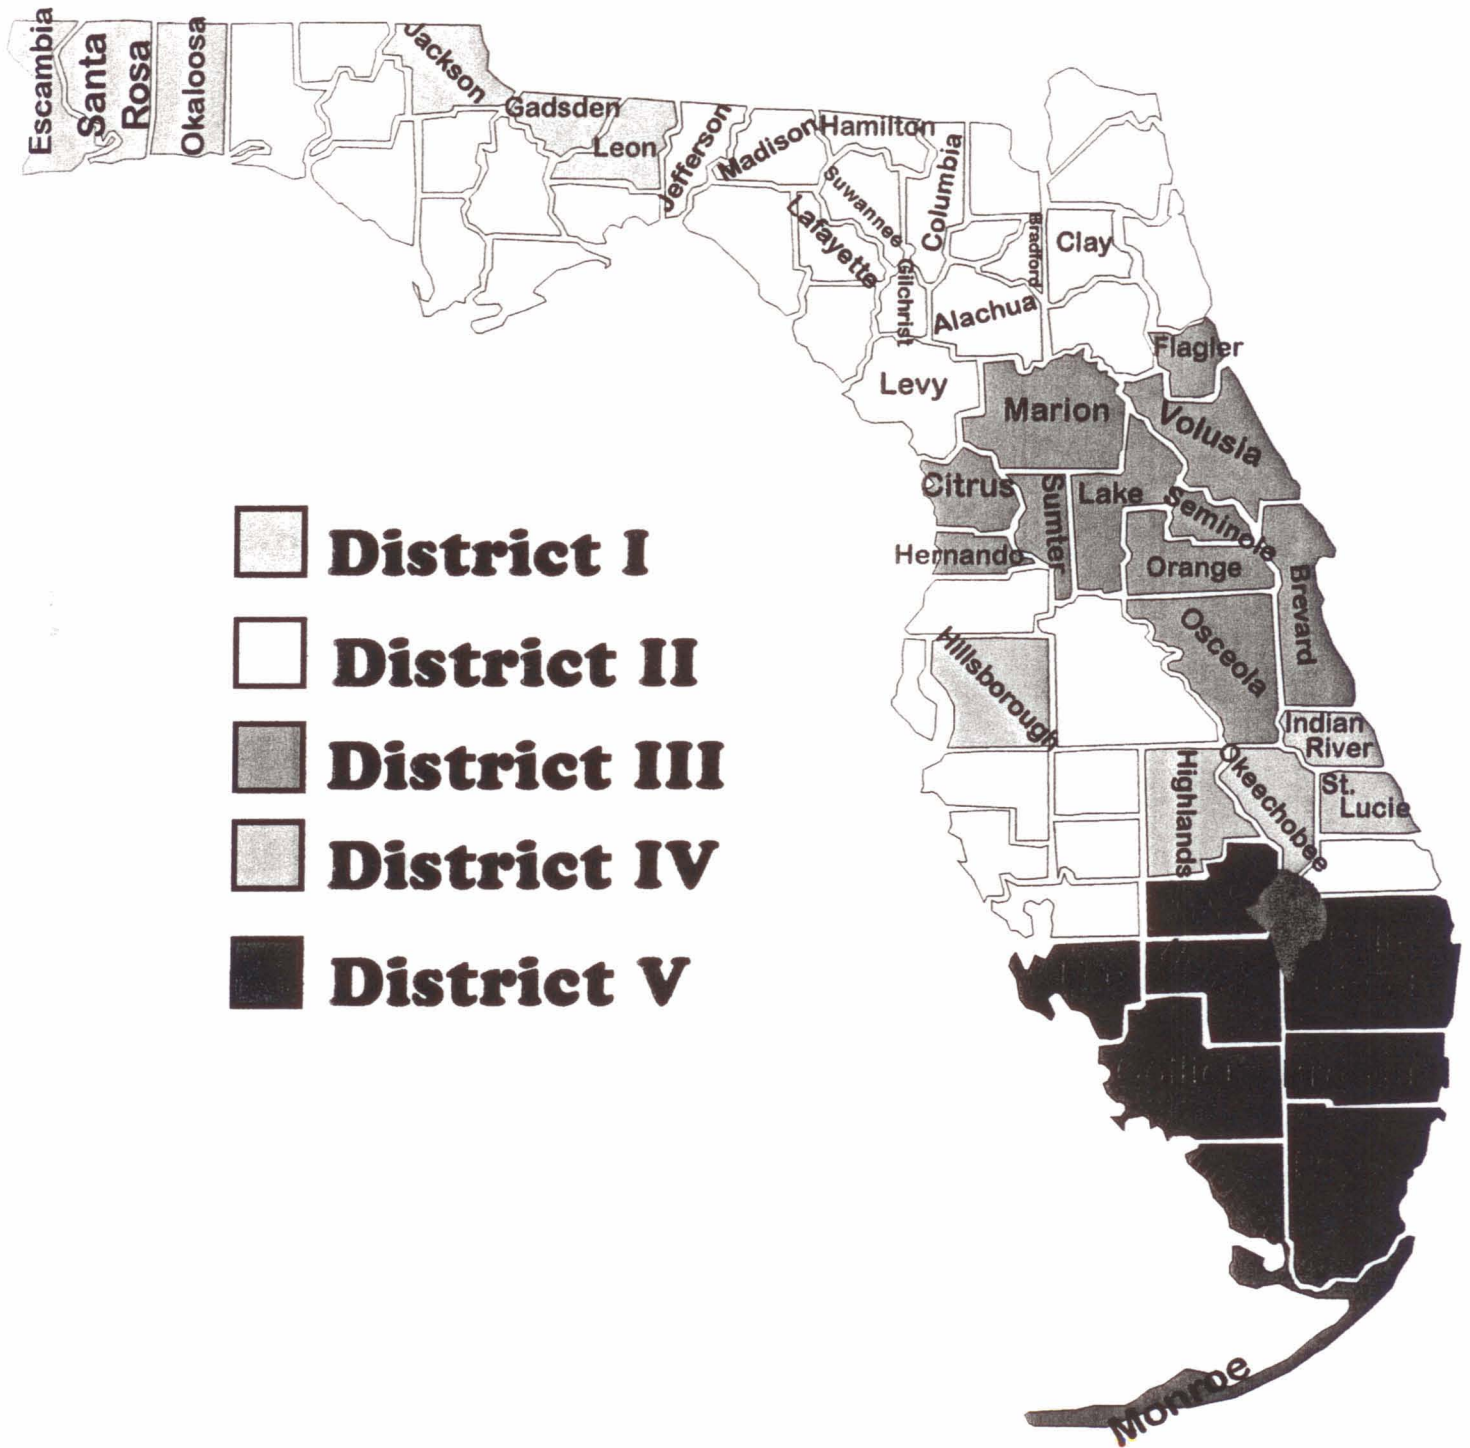 Escambia
Santa
Rosa
Okaloosa
Jackson
Gadsden
Leon
Jefferson
Madison
Hamilton
Suwannee
Lafayette
Columbia
Gilchrist
Bradford
Clay
Alachua
Levy
Flagler
Marion
Volusia
Citrus
Sumter
Lake
Seminole
Hernando
Orange
Brevard
Osceola
Hillsborough
Indian
River
Highlands
Okeechobee
St.
Lucie
District I
District II
District III
District IV
District V
Collier
Monroe